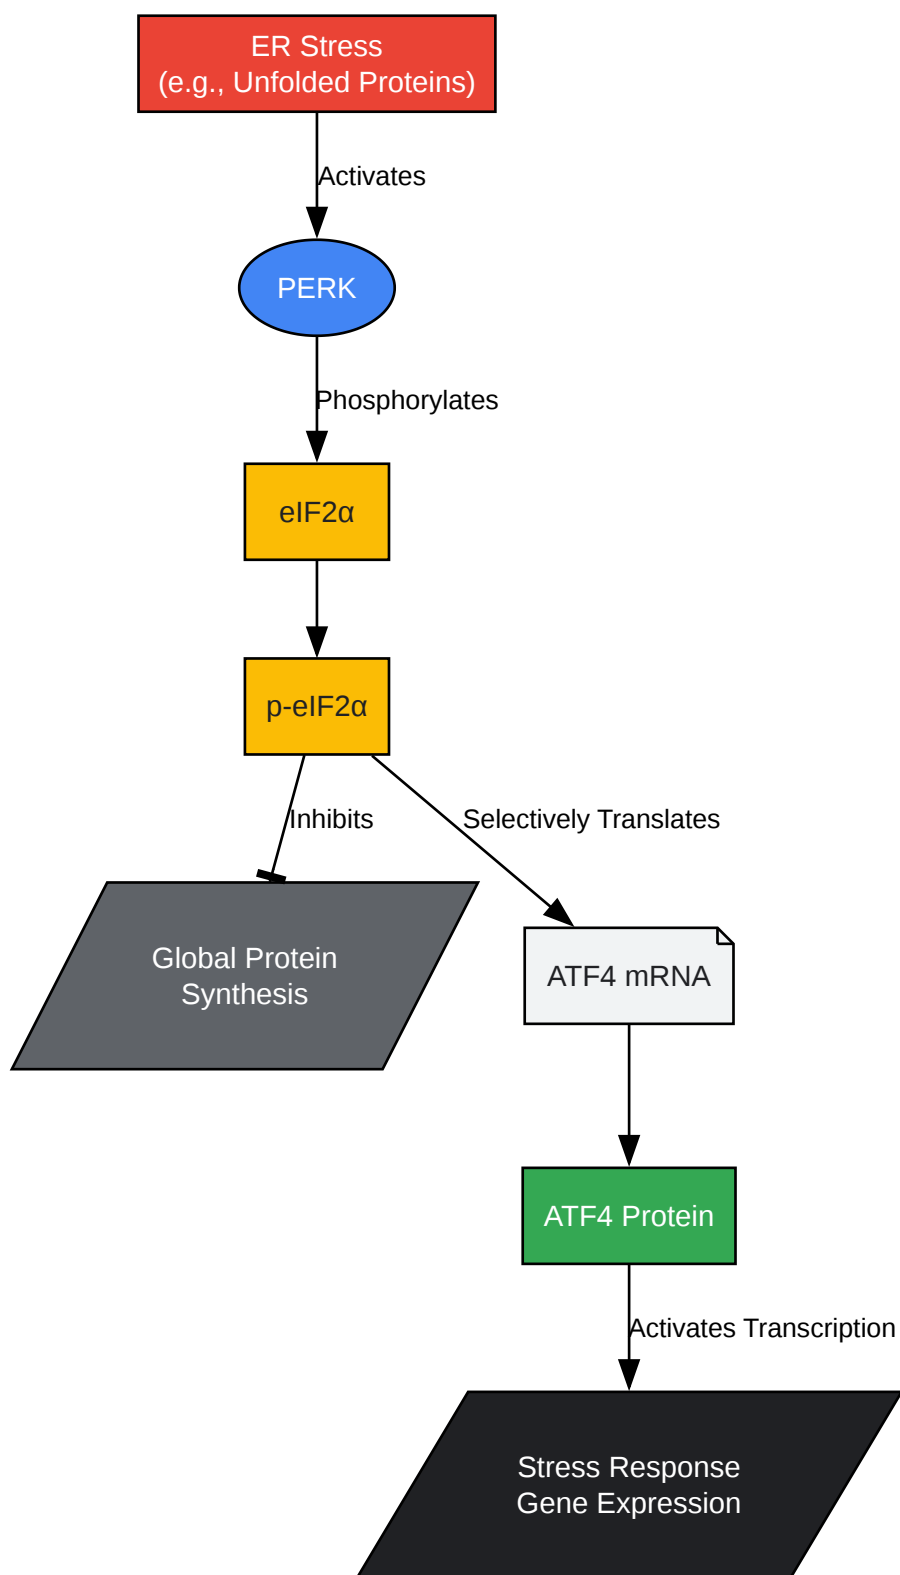 ER Stress
(e.g., Unfolded Proteins)
Activates
PERK
Phosphorylates
eIF2α
p-eIF2α
Inhibits
Selectively Translates
Global Protein
Synthesis
ATF4 mRNA
ATF4 Protein
Activates Transcription
Stress Response
Gene Expression